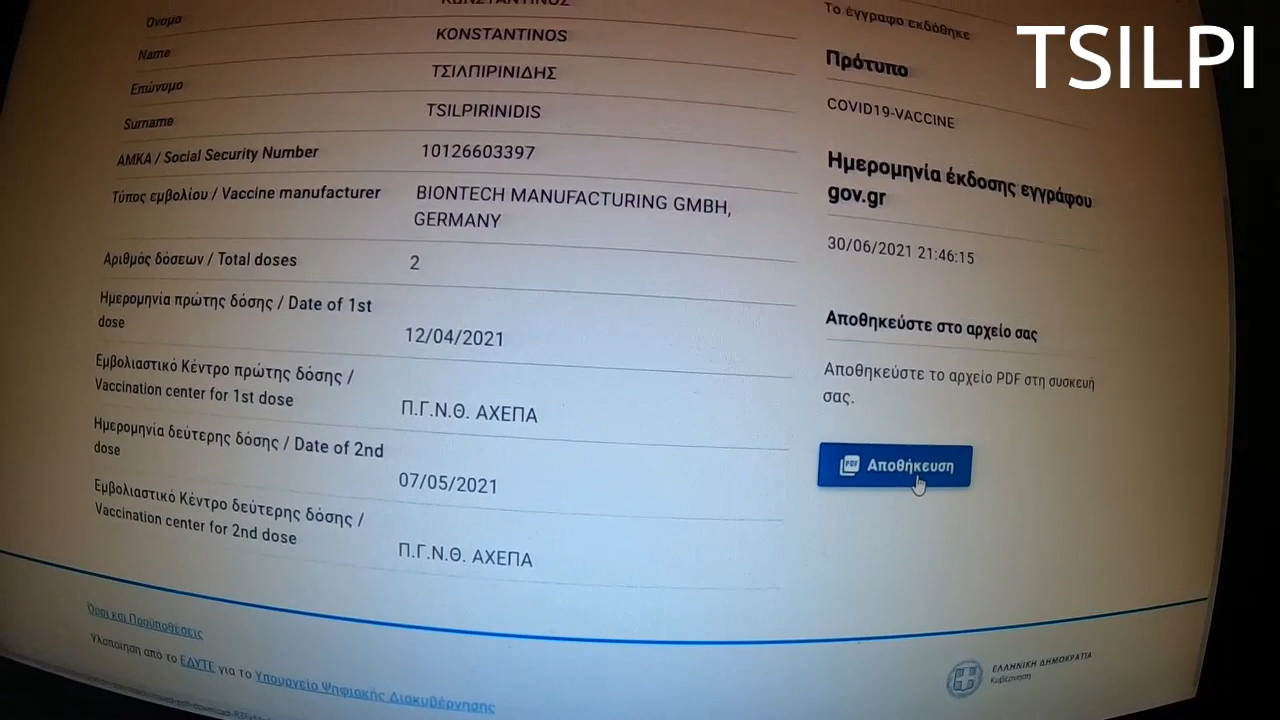 ΚΩΝΣΤΑΝΤΙΝΟΣ
Όνομα
KONSTANTINOS
Name
ΤΣΙΛΠΙΡΙΝΙΔΗΣ
Επώνυμο
TSILPIRINIDIS
Surname
ΑΜΚΑ / Social Security Number
10126603397
Τύπος εμβολίου / Vaccine manufacturer
BIONTECH MANUFACTURING GMBH,
GERMANY
Αριθμός δόσεων / Total doses
2
Ημερομηνία πρώτης δόσης / Date of 1st
dose
12/04/2021
Εμβολιαστικό Κέντρο πρώτης δόσης /
Vaccination center for 1st dose
Π.Γ.Ν.Θ. ΑΧΕΠΑ
Ημερομηνία δεύτερης δόσης / Date of 2nd
dose
07/05/2021
Εμβολιαστικό Κέντρο δεύτερης δόσης /
Vaccination center for 2nd dose
Π.Γ.Ν.Θ. ΑΧΕΠΑ
Το έγγραφο εκδόθηκε
TSILPI
Πρότυπο
COVID19-VACCINE
Ημερομηνία έκδοσης εγγράφου
gov.gr
30/06/2021 21:46:15
Αποθηκεύστε στο αρχείο σας
Αποθηκεύστε το αρχείο PDF στη συσκευή
σας.
PDF Αποθήκευση
Όροι και Προϋποθέσεις
Υλοποίηση από το ΕΔΥΤΕ για το Υπουργείο Ψηφιακής Διακυβέρνησης
ΕΛΛΗΝΙΚΗ ΔΗΜΟΚΡΑΤΙΑ
Κυβέρνηση